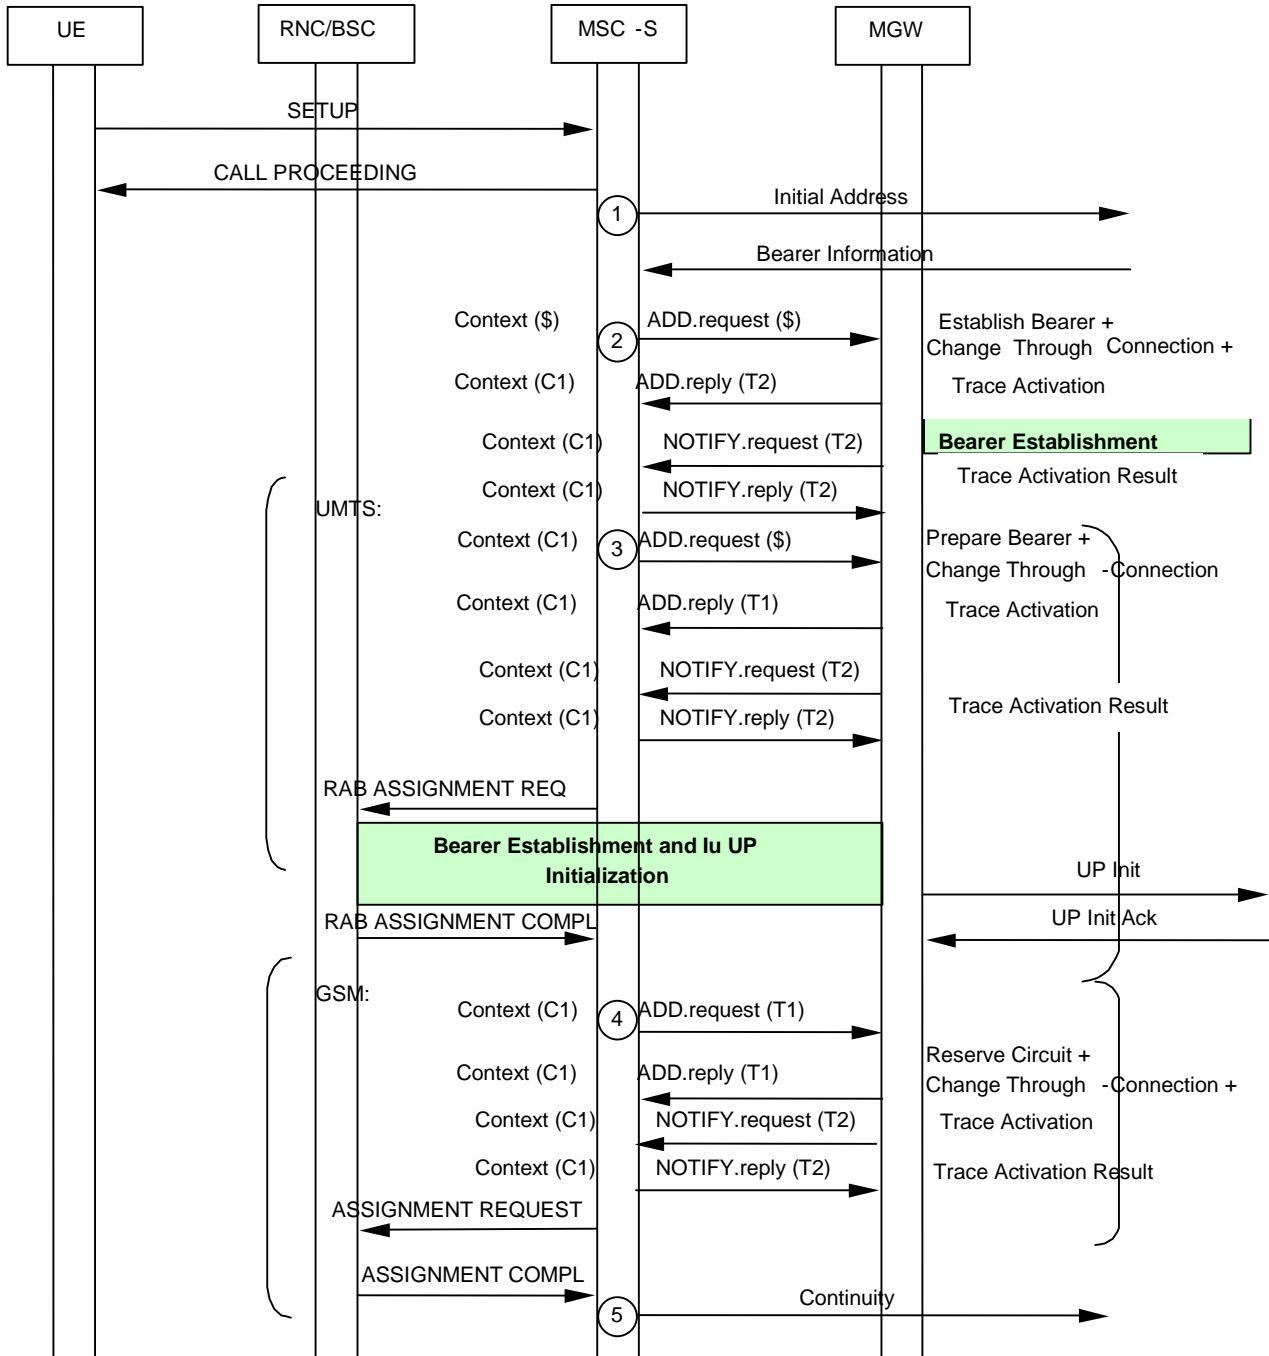 UE
RNC/BSC
MSC -S
MGW
SETUP
CALL PROCEEDING
1
Initial Address
Bearer Information
Context ($)
2
ADD.request ($)
Establish Bearer +
Change Through Connection +
Context (C1)
ADD.reply (T2)
Trace Activation
Context (C1)
NOTIFY.request (T2)
Bearer Establishment
Trace Activation Result
Context (C1)
NOTIFY.reply (T2)
UMTS:
Context (C1)
3
ADD.request ($)
Prepare Bearer +
Change Through -Connection
Context (C1)
ADD.reply (T1)
Trace Activation
Context (C1)
NOTIFY.request (T2)
Trace Activation Result
Context (C1)
NOTIFY.reply (T2)
RAB ASSIGNMENT REQ
Bearer Establishment and Iu UP
Initialization
UP Init
RAB ASSIGNMENT COMPL
UP Init Ack
GSM:
Context (C1)
4
ADD.request (T1)
Reserve Circuit +
Change Through -Connection +
Context (C1)
ADD.reply (T1)
Context (C1)
NOTIFY.request (T2)
Trace Activation
Context (C1)
NOTIFY.reply (T2)
Trace Activation Result
ASSIGNMENT REQUEST
ASSIGNMENT COMPL
5
Continuity